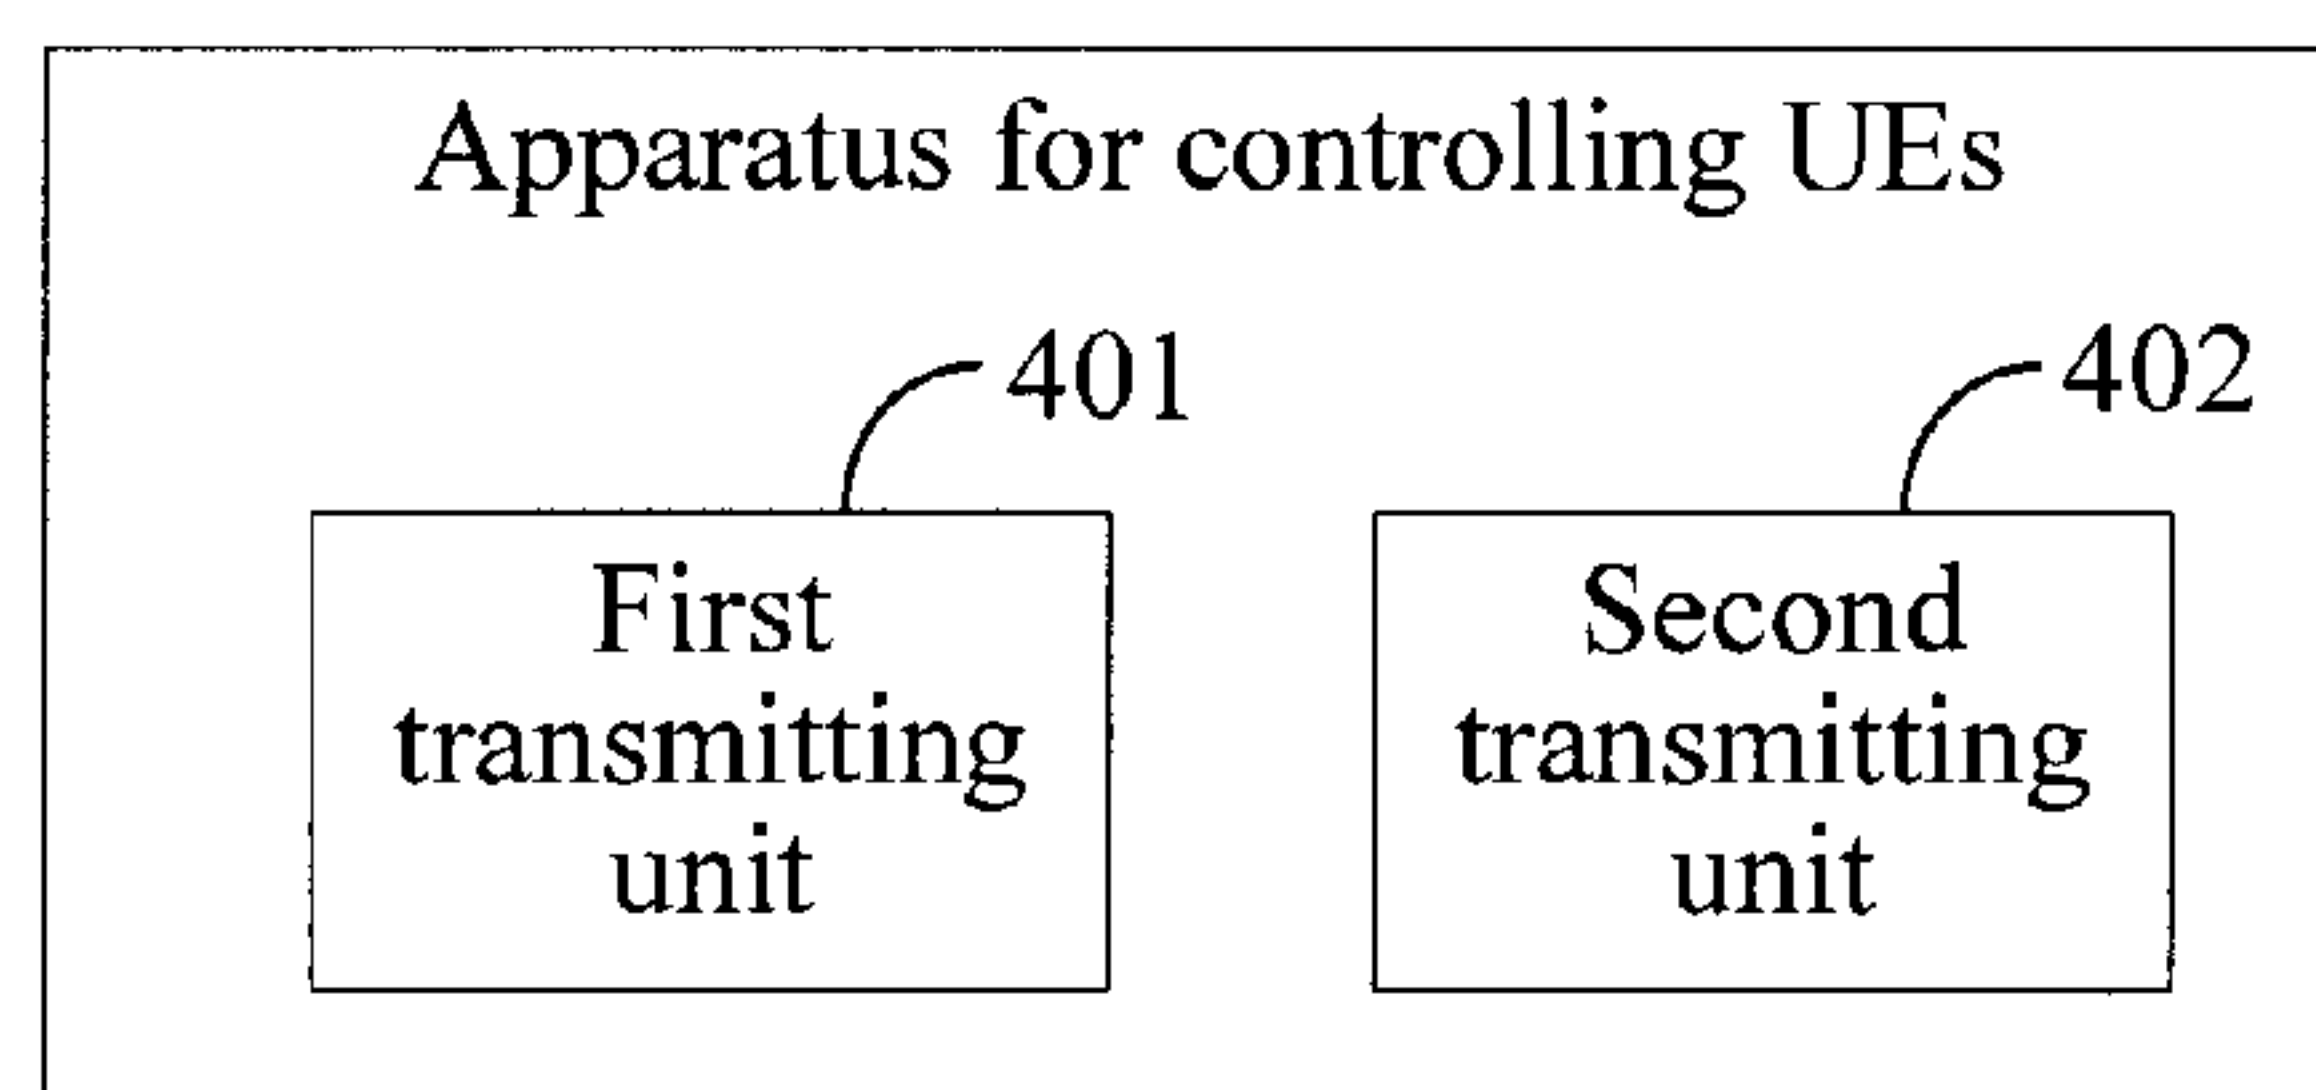 Apparatus for controlling UEs
401
402
First
transmitting
unit
Second
transmitting
unit